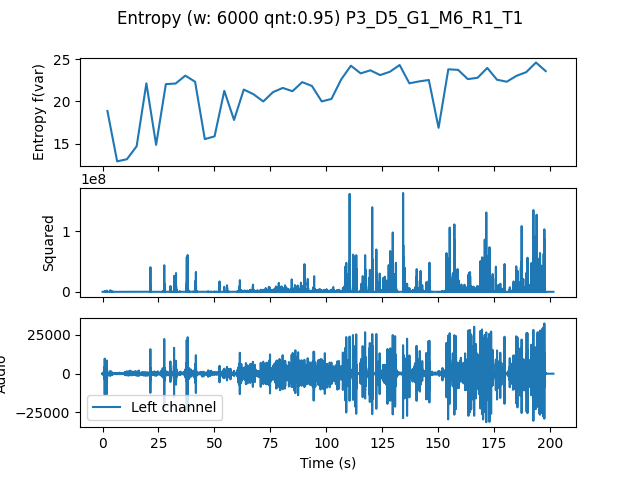 Entropy (w: 6000 qnt:0.95) P3_D5_G1_M6_R1_T1
Entropy f(var)
25
20
15
1e8
Squared
1
0
Audio
25000
0
−25000
Left channel
0 25 50 75 100 125 150 175 200
Time (s)